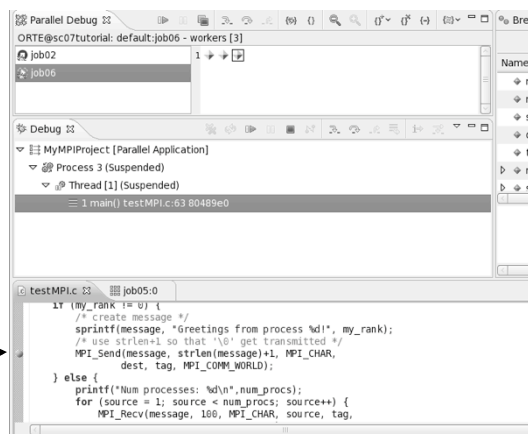 Parallel Debug
Bre
ORTE@sc07tutorial: default:job06 - workers [3]
job02
1
job06
Name
Debug
MyMPIProject [Parallel Application]
Process 3 (Suspended)
Thread [1] (Suspended)
1 main() testMPI.c:63 80489e0
testMPI.c
job05:0
if (my_rank != 0) {
/* create message */
sprintf(message, "Greetings from process %d!", my_rank);
/* use strlen+1 so that '\0' get transmitted */
MPI_Send(message, strlen(message)+1, MPI_CHAR,
dest, tag, MPI_COMM_WORLD);
} else {
printf("Num processes: %d\n",num_procs);
for (source = 1; source < num_procs; source++) {
MPI_Recv(message, 100, MPI_CHAR, source, tag,